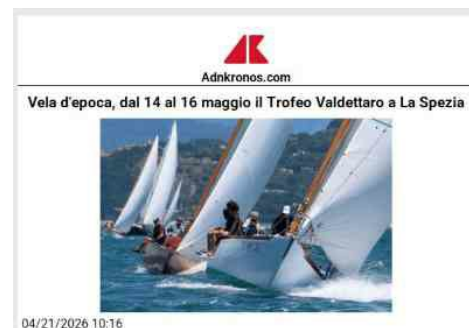 Adnkronos.com
Vela d'epoca, dal 14 al 16 maggio il Trofeo Valdettaro a La Spezia
04/21/2026 10:16